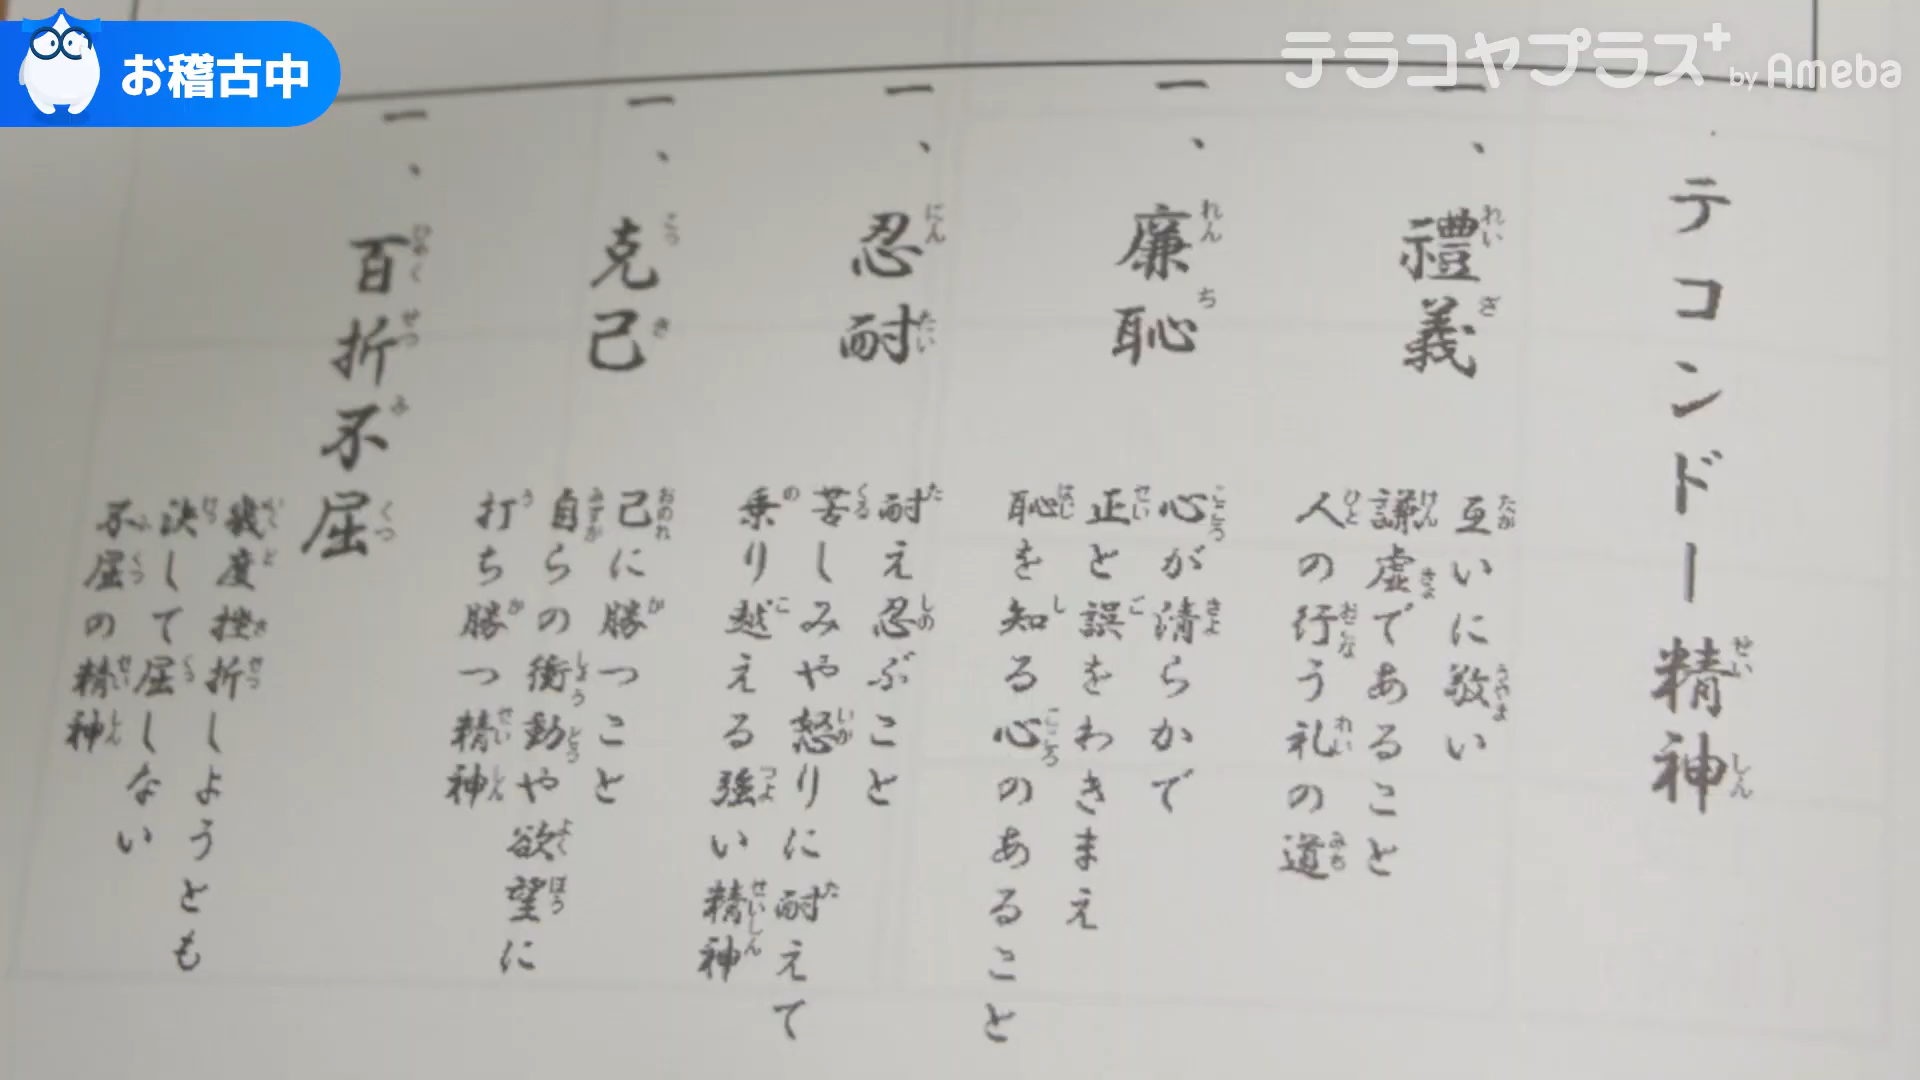 お稽古中
テラコヤプラス+ by Ameba
テコンドー精神
一、禮義
互いに敬い
謙虚であること
人の行う礼の道
一、廉恥
心が清らかで
正と誤をわきまえ
恥を知る心のあること
一、忍耐
耐え忍ぶこと
苦しみや怒りに耐えて
乗り越える強い精神
一、克己
己に勝つこと
自らの衝動や欲望に
打ち勝つ精神
一、百折不屈
幾度挫折しようとも
決して屈しない
不屈の精神